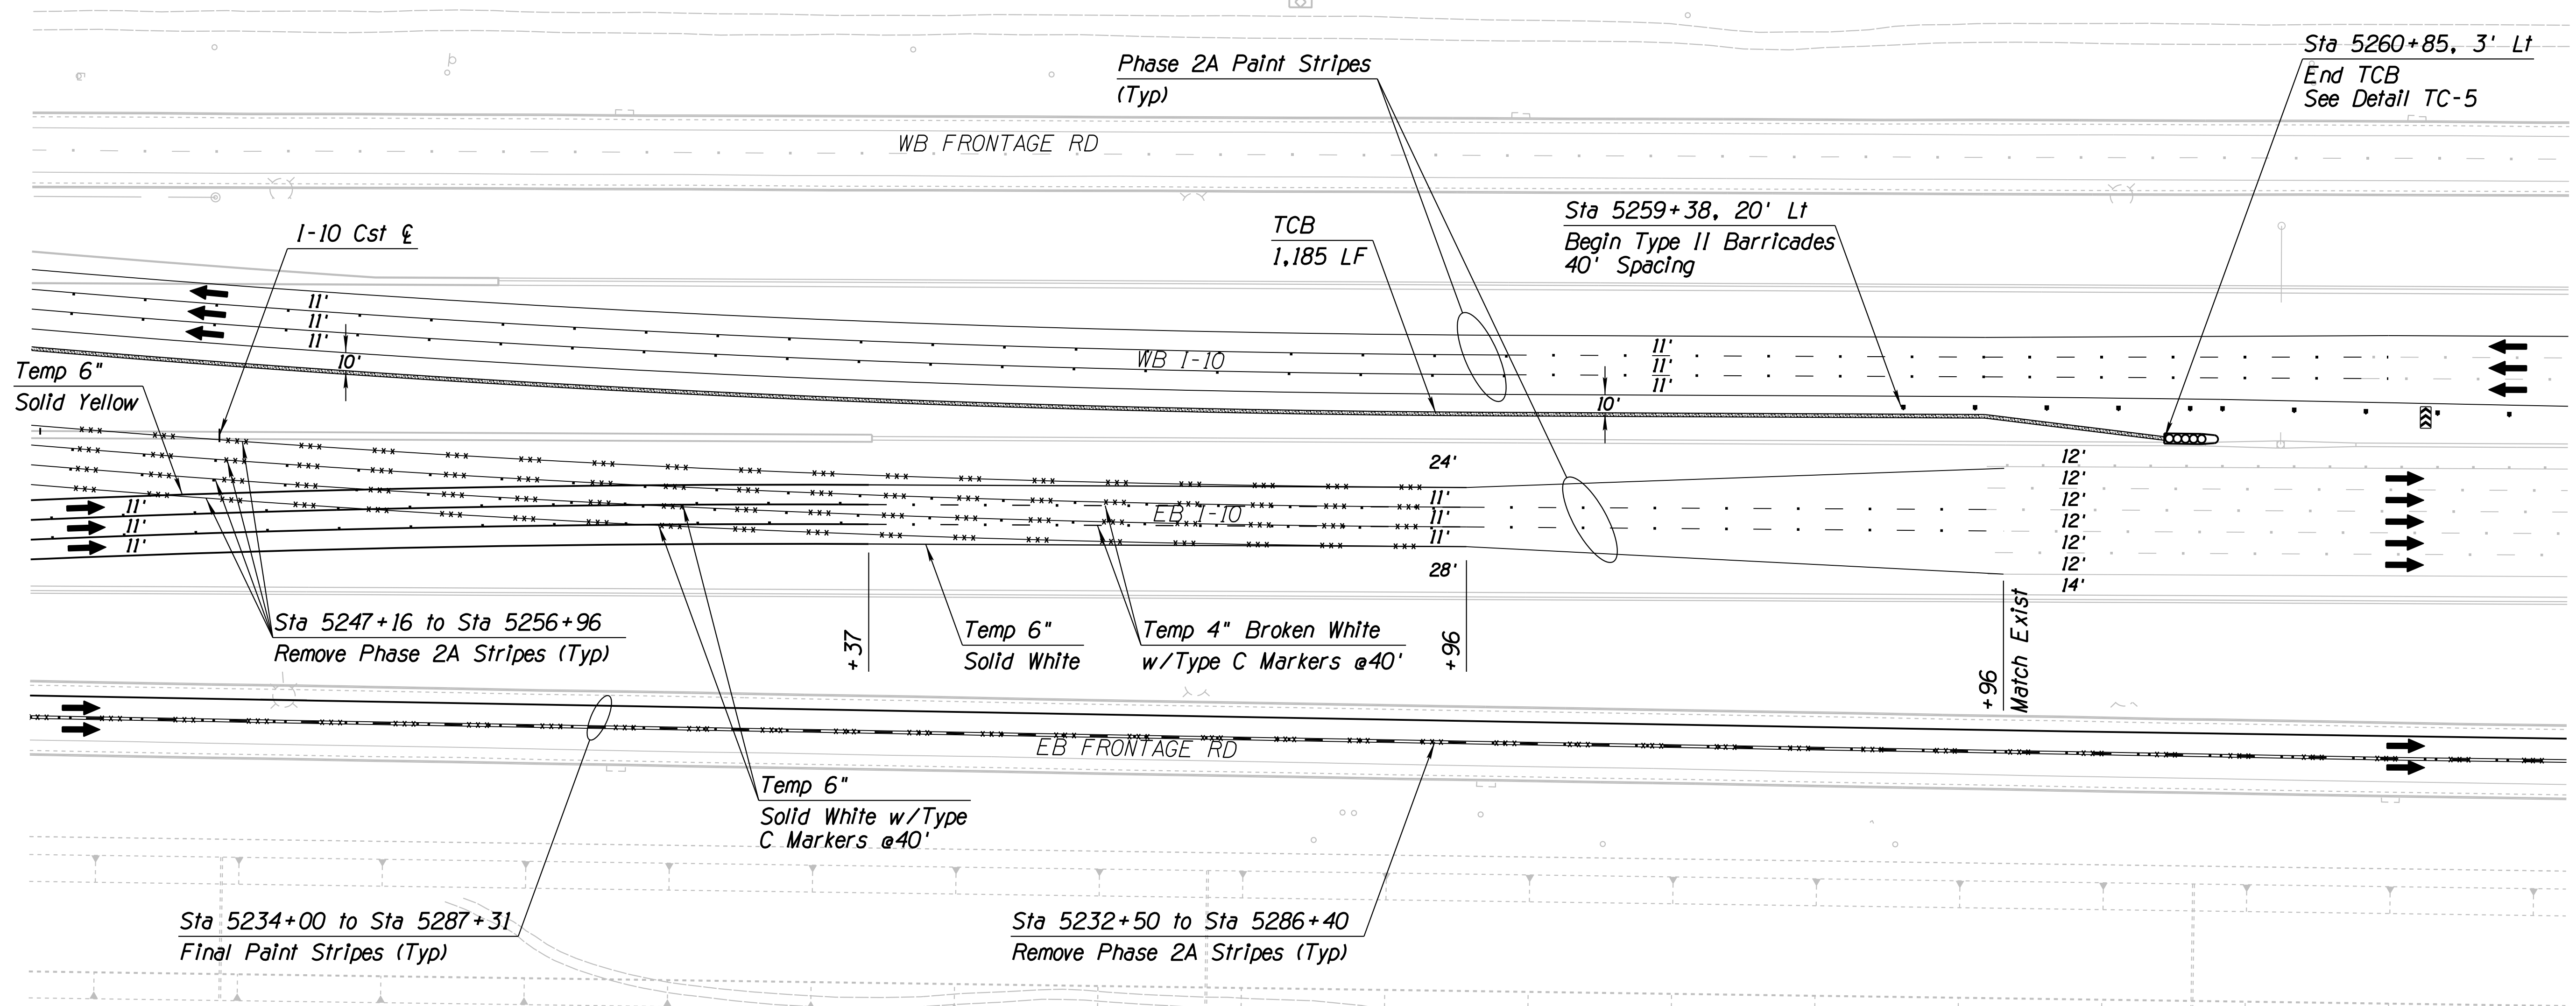 Sta 5260+85, 3' Lt
End TCB
See Detail TC-5
Phase 2A Paint Stripes
(Typ)
WB FRONTAGE RD
Sta 5259+38, 20' Lt
Begin Type II Barricades
40' Spacing
TCB
1,185 LF
I-10 Cst ℄
11'
11'
11'
10'
WB I-10
11'
11'
11'
10'
Temp 6"
Solid Yellow
24'
11'
11'
11'
28'
EB I-10
11'
11'
11'
12'
12'
12'
12'
12'
12'
14'
Sta 5247+16 to Sta 5256+96
Remove Phase 2A Stripes (Typ)
+37
Temp 6"
Solid White
Temp 4" Broken White
w/Type C Markers @40'
+96
+96
Match Exist
EB FRONTAGE RD
Temp 6"
Solid White w/Type
C Markers @40'
Sta 5234+00 to Sta 5287+31
Final Paint Stripes (Typ)
Sta 5232+50 to Sta 5286+40
Remove Phase 2A Stripes (Typ)